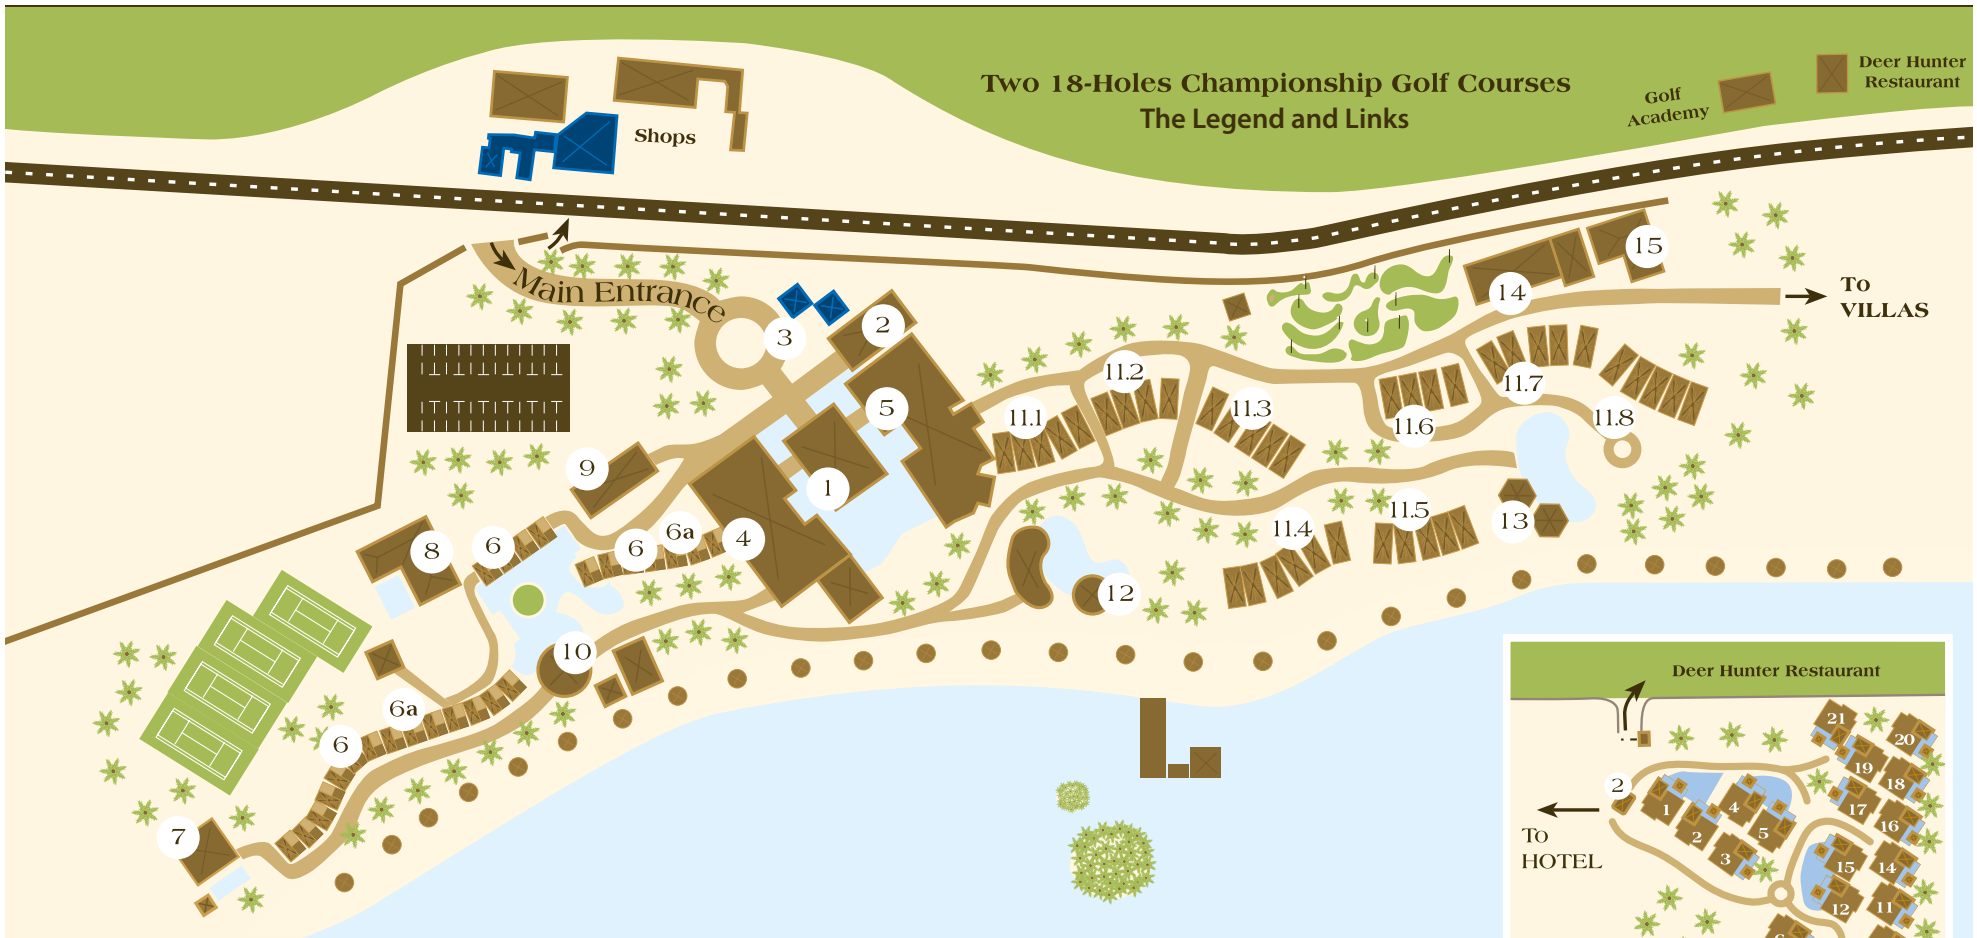 Two 18-Holes Championship Golf Courses
The Legend and Links
Deer Hunter
Restaurant
Golf
Academy
Shops
Main Entrance
To
VILLAS
15
14
3
2
5
1
4
9
8
6
6
6a
11.1
11.2
11.3
11.4
11.5
11.6
11.7
11.8
13
12
10
6a
6
7
Deer Hunter Restaurant
2
To
HOTEL
21
20
19
18
17
16
1
4
2
5
3
15
14
12
11